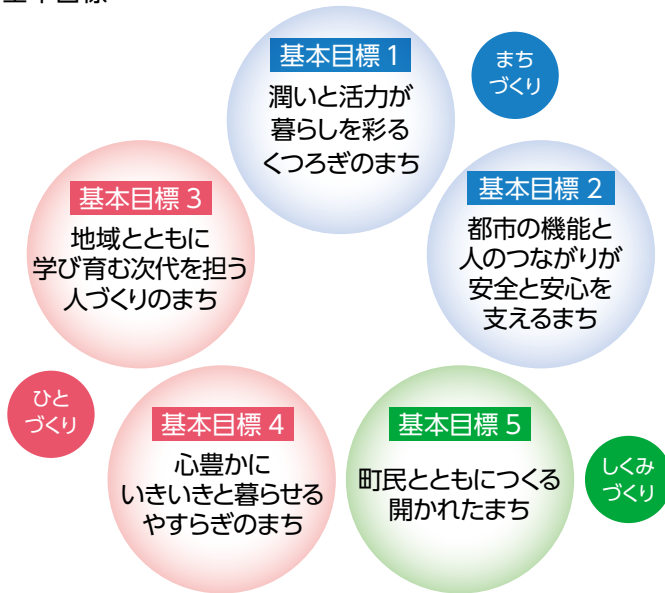 基本目標
基本目標 1
潤いと活力が
暮らしを彩る
くつろぎのまち
まち
づくり
基本目標 2
都市の機能と
人のつながりが
安全と安心を
支えるまち
基本目標 3
地域とともに
学び育む次代を担う
人づくりのまち
ひと
づくり
基本目標 4
心豊かに
いきいきと暮らせる
やすらぎのまち
基本目標 5
町民とともにつくる
開かれたまち
しくみ
づくり